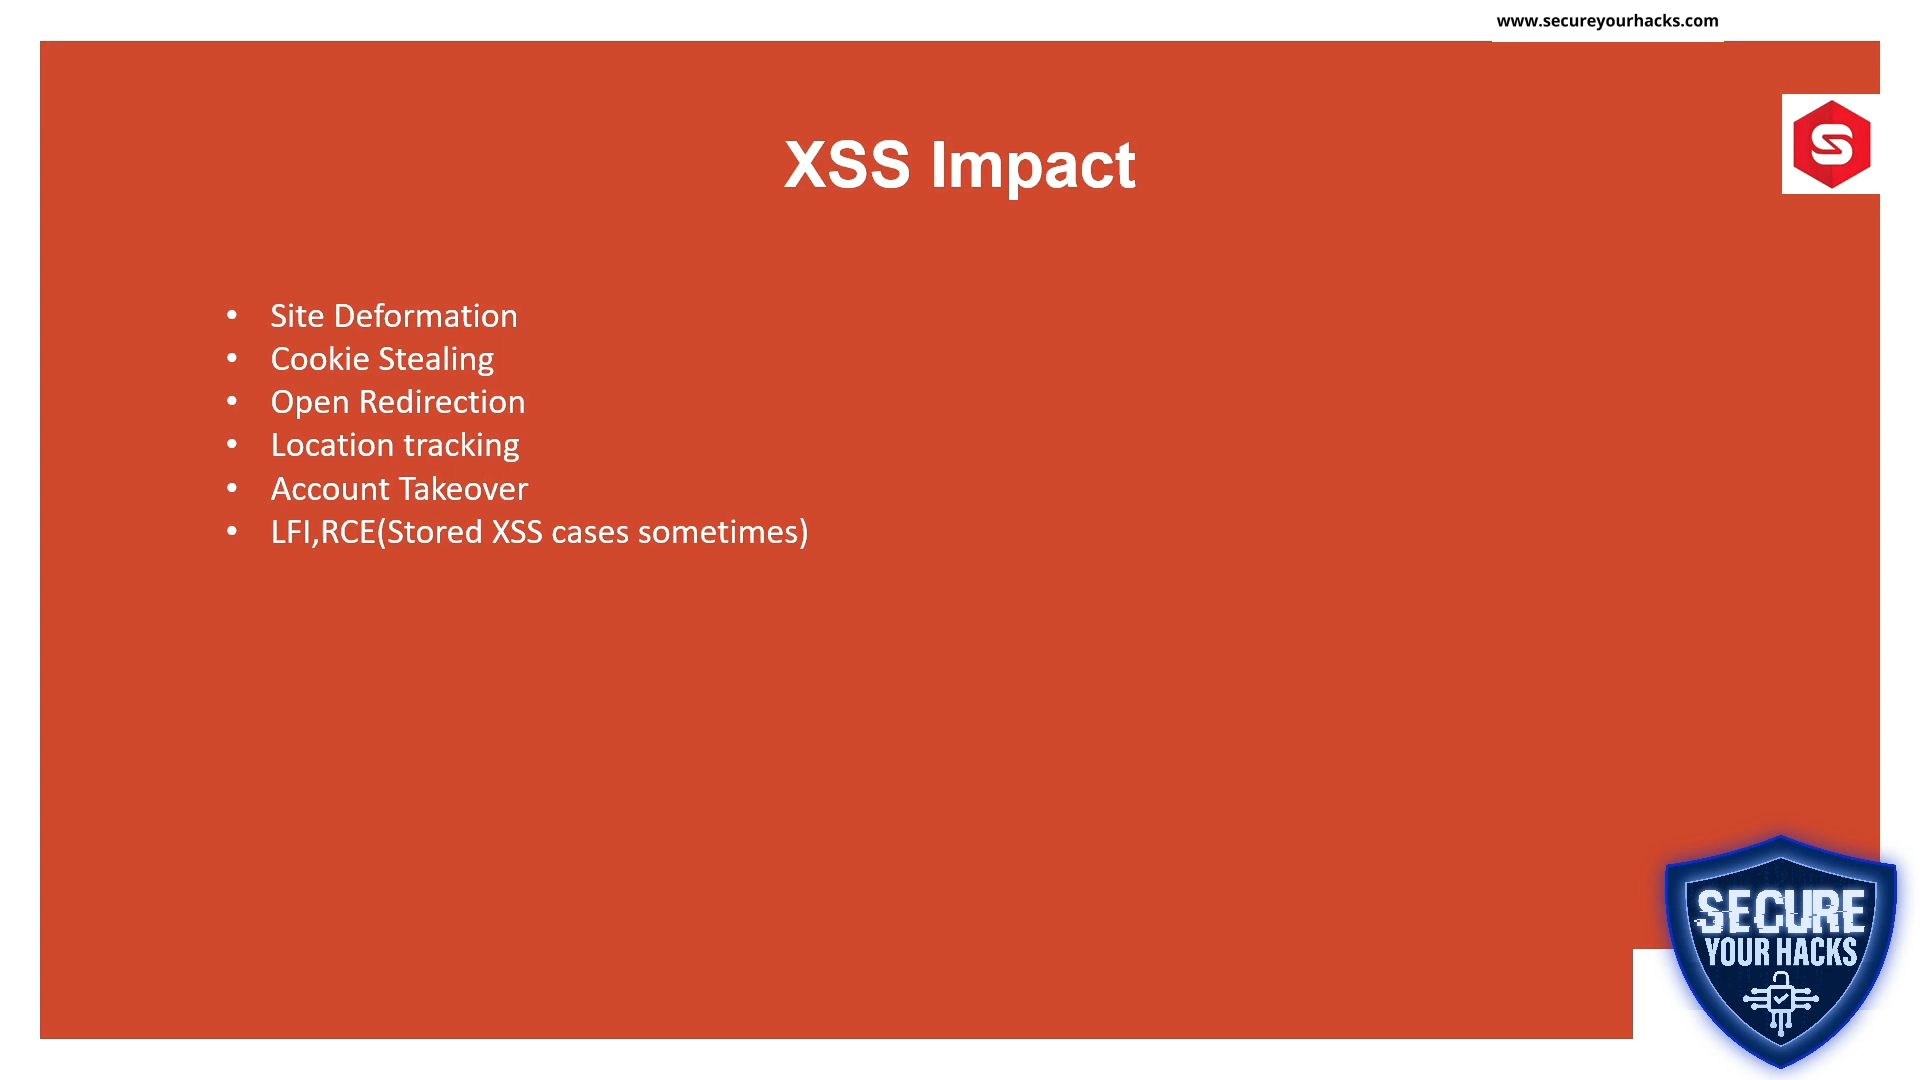 www.secureyourhacks.com
XSS Impact
• Site Deformation
• Cookie Stealing
• Open Redirection
• Location tracking
• Account Takeover
• LFI,RCE(Stored XSS cases sometimes)
S
SECURE
YOUR HACKS